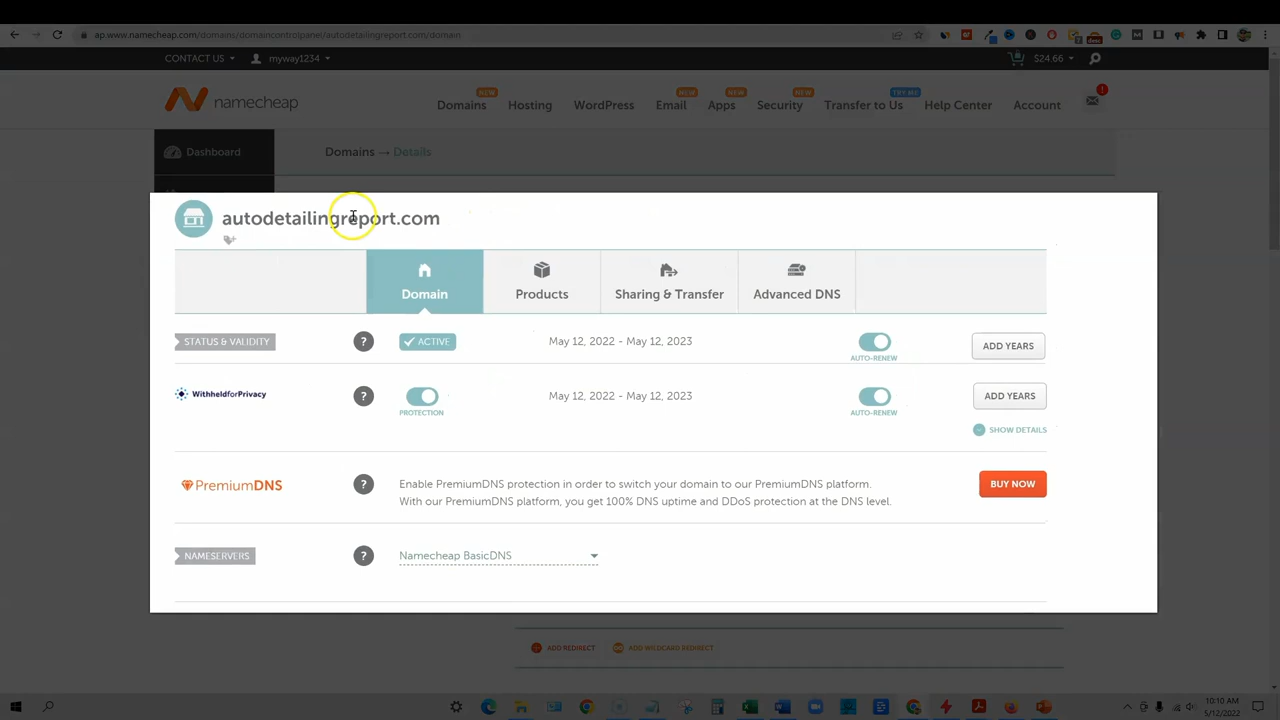 ap.www.namecheap.com/domains/domaincontrolpanel/autodetailingreport.com/domain
CONTACT US
myway1234
$24.66
namecheap
NEW
NEW
NEW
NEW
TRY ME
Domains
Hosting
WordPress
Email
Apps
Security
Transfer to Us
Help Center
Account
!
Dashboard
Domains → Details
autodetailingreport.com
Domain
Products
Sharing & Transfer
Advanced DNS
STATUS & VALIDITY
?
ACTIVE
May 12, 2022 - May 12, 2023
AUTO-RENEW
ADD YEARS
WithheldforPrivacy
?
PROTECTION
May 12, 2022 - May 12, 2023
AUTO-RENEW
ADD YEARS
SHOW DETAILS
PremiumDNS
?
Enable PremiumDNS protection in order to switch your domain to our PremiumDNS platform.
With our PremiumDNS platform, you get 100% DNS uptime and DDoS protection at the DNS level.
BUY NOW
NAMESERVERS
?
Namecheap BasicDNS
ADD REDIRECT
ADD WILDCARD REDIRECT
10:10 AM
5/12/2022